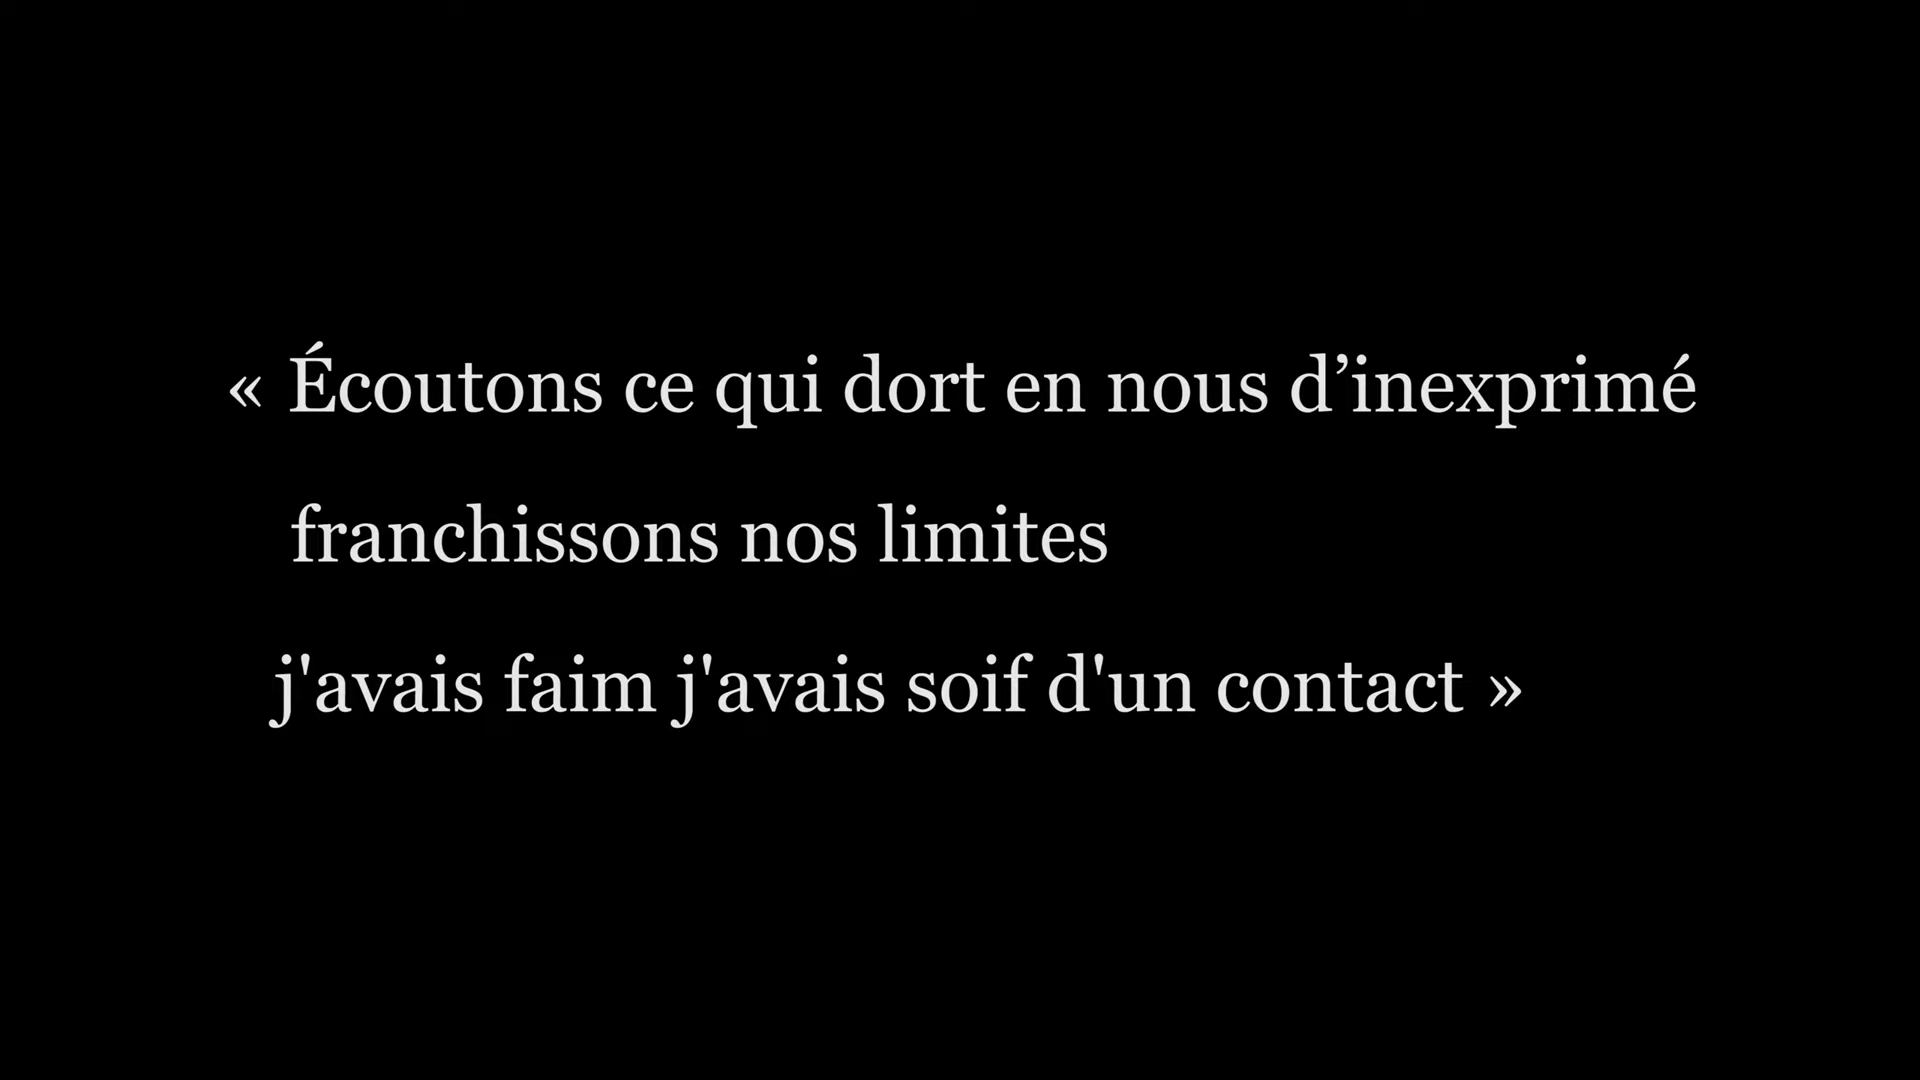 « Écoutons ce qui dort en nous d’inexprimé
franchissons nos limites
j'avais faim j'avais soif d'un contact »